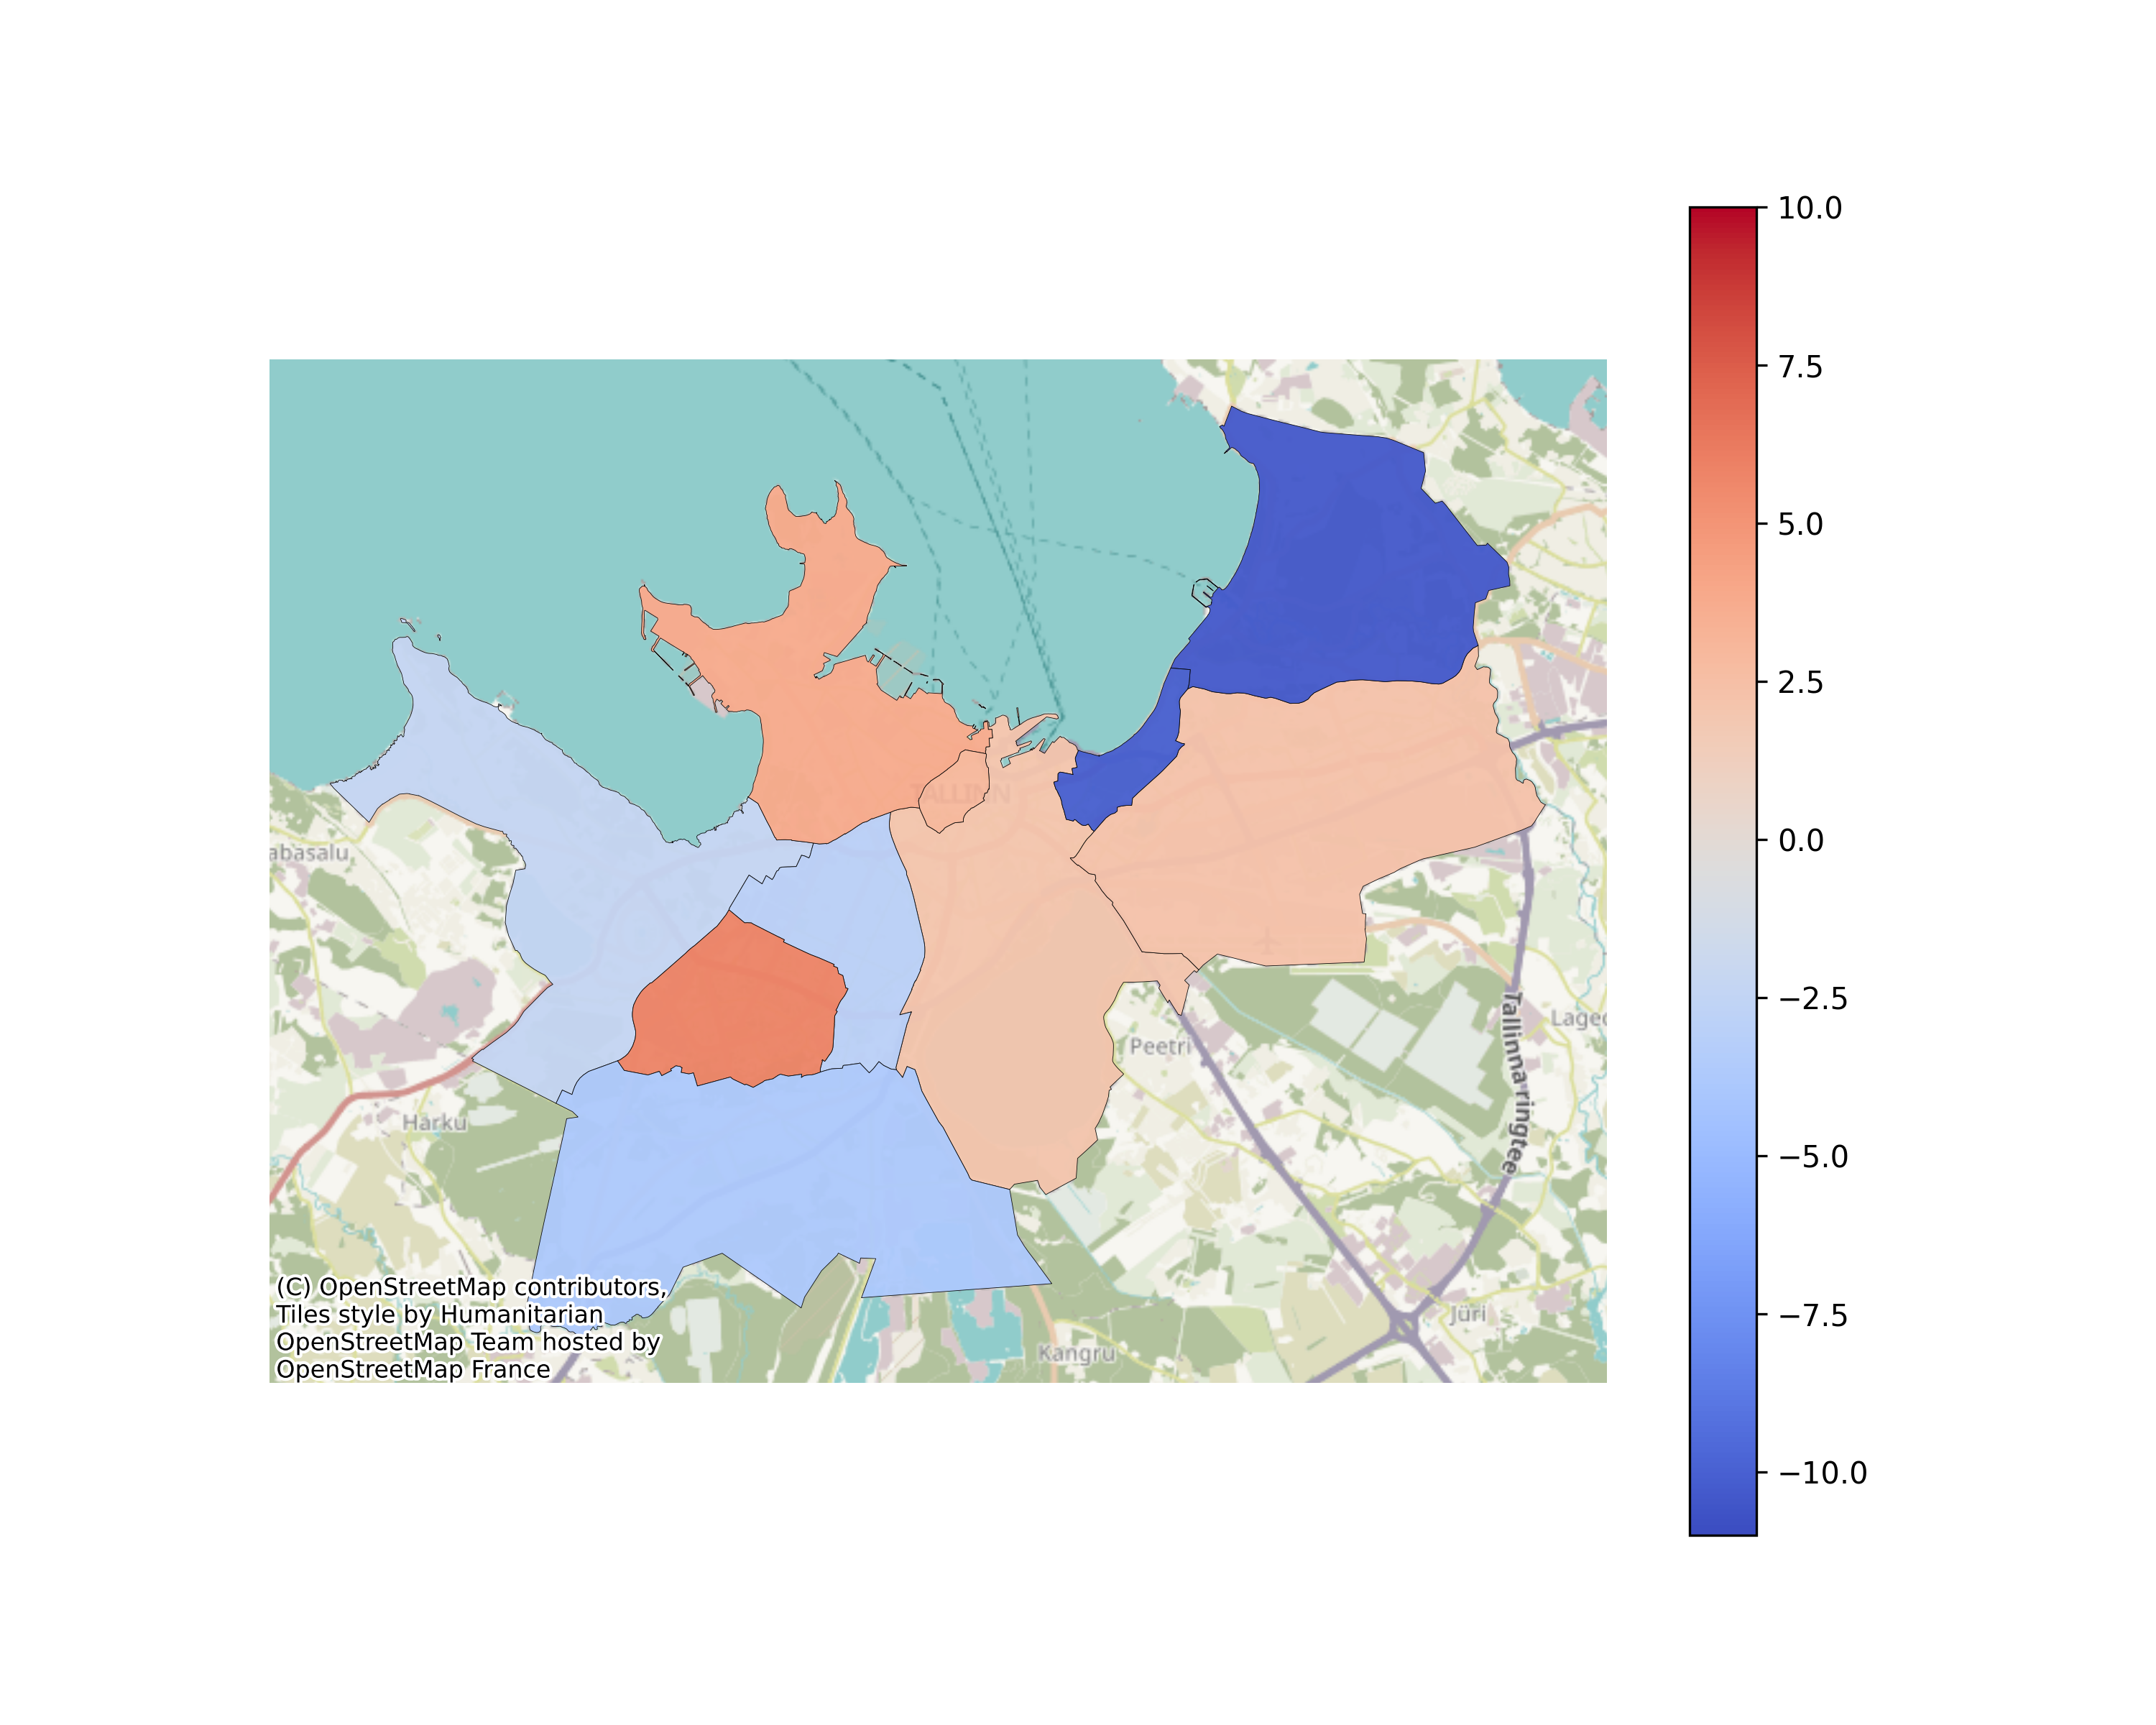 10.0
7.5
5.0
2.5
TALLINN
0.0
abasalu
−2.5
Tallinna ringtee
Laged
Peetri
Harku
−5.0
−7.5
(C) OpenStreetMap contributors,
Tiles style by Humanitarian
OpenStreetMap Team hosted by
OpenStreetMap France
Jüri
Kangru
−10.0